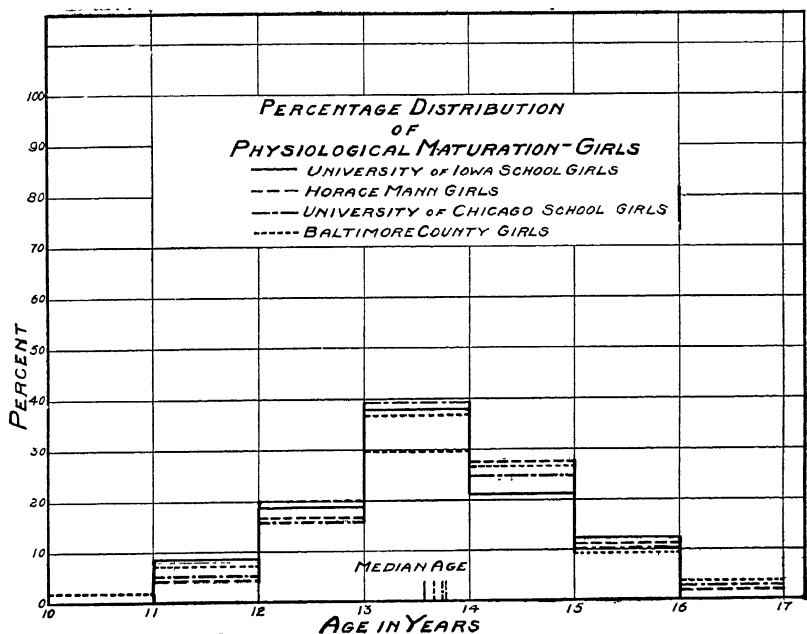 PERCENTAGE DISTRIBUTION
OF
PHYSIOLOGICAL MATURATION-GIRLS
UNIVERSITY OF IOWA SCHOOL GIRLS
HORACE MANN GIRLS
UNIVERSITY OF CHICAGO SCHOOL GIRLS
BALTIMORE COUNTY GIRLS
100
90
80
70
60
50
40
30
20
10
0
PERCENT
MEDIAN AGE
10 11 12 13 14 15 16 17
AGE IN YEARS